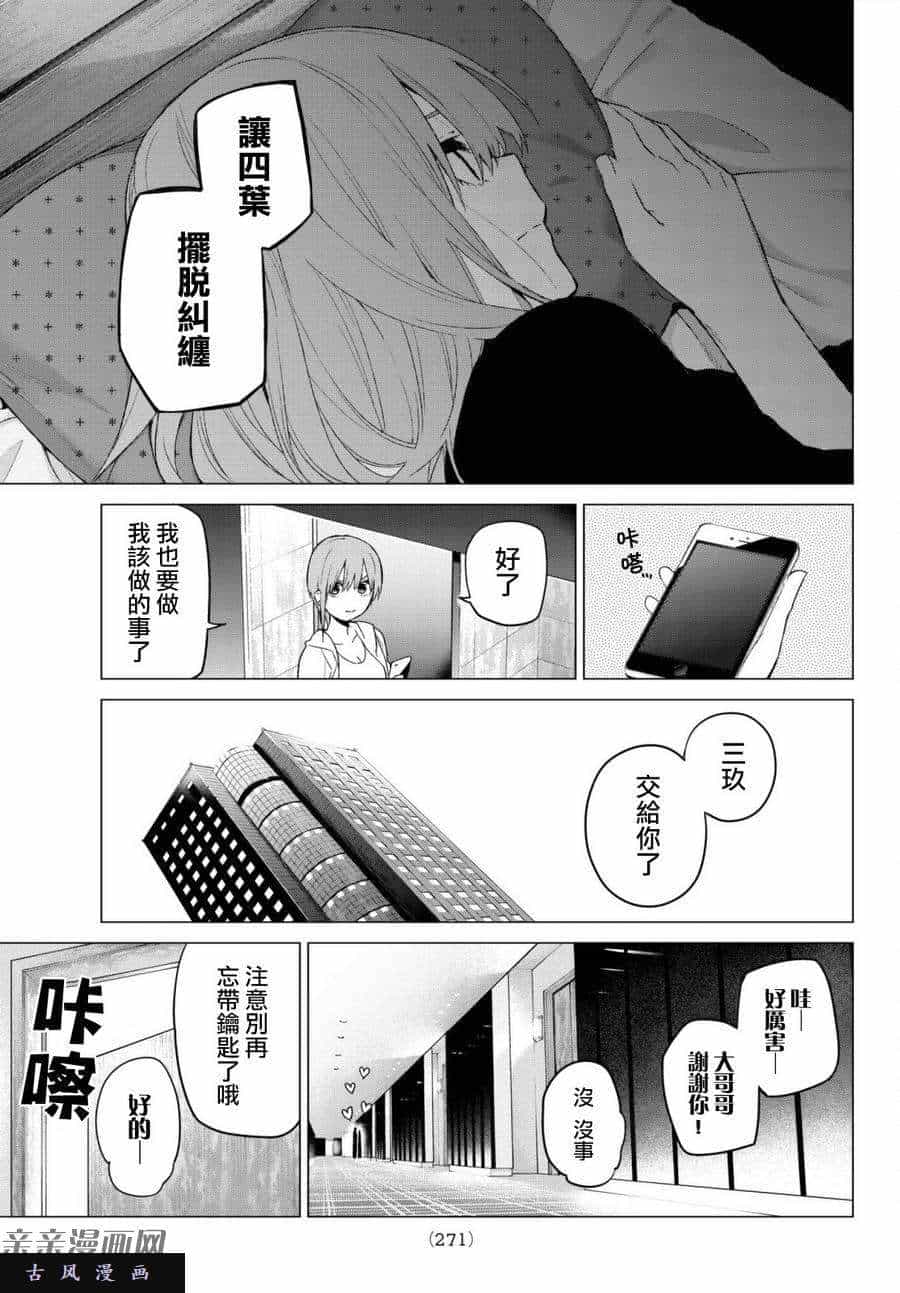 讓四葉
擺脫糾纏
咔
嗒…
好了
我也要做
我該做的事了
三玖
交給你了
哇—
好厲害—
大哥哥
謝謝你！
沒 沒事
注意別再
忘帶鑰匙了哦
好的—
咔
嚓
（271）
亲亲漫画网
古风漫画